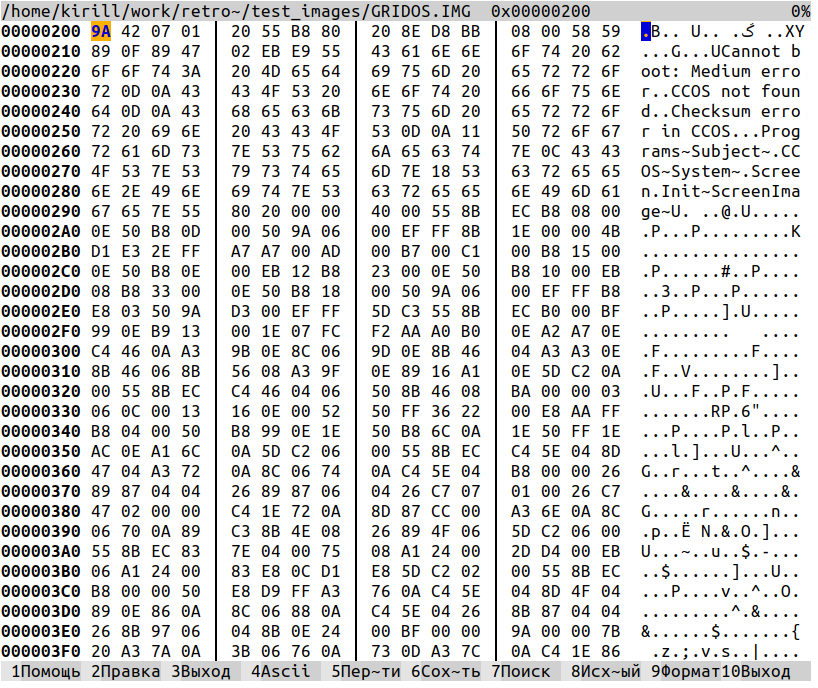 /home/kirill/work/retro~/test_images/GRIDOS.IMG 0x00000200 0%
00000200 9A 42 07 01 20 55 B8 80 20 8E D8 BB 08 00 58 59 .B.. U.. .گ ..XY
00000210 89 0F 89 47 02 EB E9 55 43 61 6E 6E 6F 74 20 62 ...G...UCannot b
00000220 6F 6F 74 3A 20 4D 65 64 69 75 6D 20 65 72 72 6F oot: Medium erro
00000230 72 0D 0A 43 43 4F 53 20 6E 6F 74 20 66 6F 75 6E r..CCOS not foun
00000240 64 0D 0A 43 68 65 63 6B 73 75 6D 20 65 72 72 6F d..Checksum erro
00000250 72 20 69 6E 20 43 43 4F 53 0D 0A 11 50 72 6F 67 r in CCOS...Prog
00000260 72 61 6D 73 7E 53 75 62 6A 65 63 74 7E 0C 43 43 rams~Subject~.CC
00000270 4F 53 7E 53 79 73 74 65 6D 7E 18 53 63 72 65 65 OS~System~.Scree
00000280 6E 2E 49 6E 69 74 7E 53 63 72 65 65 6E 49 6D 61 n.Init~ScreenIma
00000290 67 65 7E 55 80 20 00 00 40 00 55 8B EC B8 08 00 ge~U. ..@.U.....
000002A0 0E 50 B8 0D 00 50 9A 06 00 EF FF 8B 1E 00 00 4B .P...P.........K
000002B0 D1 E3 2E FF A7 A7 00 AD 00 B7 00 C1 00 B8 15 00 ................
000002C0 0E 50 B8 0E 00 EB 12 B8 23 00 0E 50 B8 10 00 EB .P......#..P....
000002D0 08 B8 33 00 0E 50 B8 18 00 50 9A 06 00 EF FF B8 ..3..P...P......
000002E0 E8 03 50 9A D3 00 EF FF 5D C3 55 8B EC B0 00 BF ..P.....].U.....
000002F0 99 0E B9 13 00 1E 07 FC F2 AA A0 B0 0E A2 A7 0E .........   ....
00000300 C4 46 0A A3 9B 0E 8C 06 9D 0E 8B 46 04 A3 A3 0E .F.........F....
00000310 8B 46 06 8B 56 08 A3 9F 0E 89 16 A1 0E 5D C2 0A .F..V........]..
00000320 00 55 8B EC C4 46 04 06 50 8B 46 08 BA 00 00 03 .U...F..P.F.....
00000330 06 0C 00 13 16 0E 00 52 50 FF 36 22 00 E8 AA FF .......RP.6"....
00000340 B8 04 00 50 B8 99 0E 1E 50 B8 6C 0A 1E 50 FF 1E ...P....P.l..P..
00000350 AC 0E A1 6C 0A 5D C2 06 00 55 8B EC C4 5E 04 8D ...l.]...U...^..
00000360 47 04 A3 72 0A 8C 06 74 0A C4 5E 04 B8 00 00 26 G..r...t..^....&
00000370 89 87 04 04 26 89 87 06 04 26 C7 07 01 00 26 C7 ....&....&....&.
00000380 47 02 00 00 C4 1E 72 0A 8D 87 CC 00 A3 6E 0A 8C G.....r......n..
00000390 06 70 0A 89 C3 8B 4E 08 26 89 4F 06 5D C2 06 00 .p..Ë N.&.O.]...
000003A0 55 8B EC 83 7E 04 00 75 08 A1 24 00 2D D4 00 EB U...~..u..$.-...
000003B0 06 A1 24 00 83 E8 0C D1 E8 5D C2 02 00 55 8B EC ..$......]...U..
000003C0 B8 00 00 50 E8 D9 FF A3 76 0A C4 5E 04 8D 4F 04 ...P....v..^..O.
000003D0 89 0E 86 0A 8C 06 88 0A C4 5E 04 26 8B 87 04 04 .........^.&....
000003E0 26 8B 97 06 04 8B 0E 24 00 BF 00 00 9A 00 00 7B &......$.......{
000003F0 20 A3 7A 0A 3B 06 76 0A 73 0D A3 7C 0A C4 1E 86  .z.;.v.s..|....
1Помощь 2Правка 3Выход 4Ascii 5Пер~ти 6Сох~ть 7Поиск 8Исх~ый 9Формат10Выход